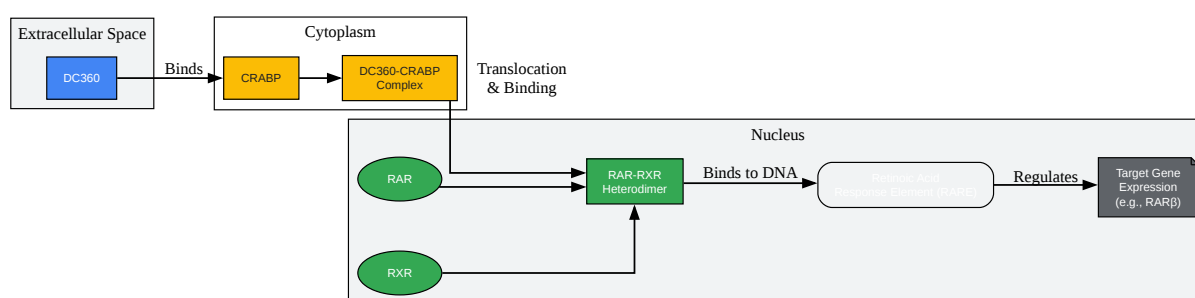 Extracellular Space
DC360
Binds
Cytoplasm
CRABP
DC360-CRABP
Complex
Translocation
& Binding
Nucleus
RAR
RXR
RAR-RXR
Heterodimer
Binds to DNA
Retinoic Acid
Response Element (RARE)
Regulates
Target Gene
Expression
(e.g., RARβ)